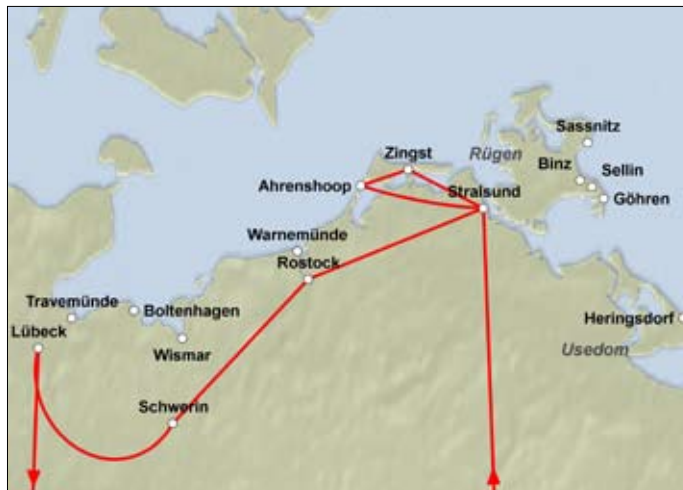 Sassnitz
Zingst
Rügen
Binz
Sellin
Ahrenshoop
Stralsund
Göhren
Warnemünde
Rostock
Travemünde
Boltenhagen
Heringsdorf
Lübeck
Wismar
Usedom
Schwerin